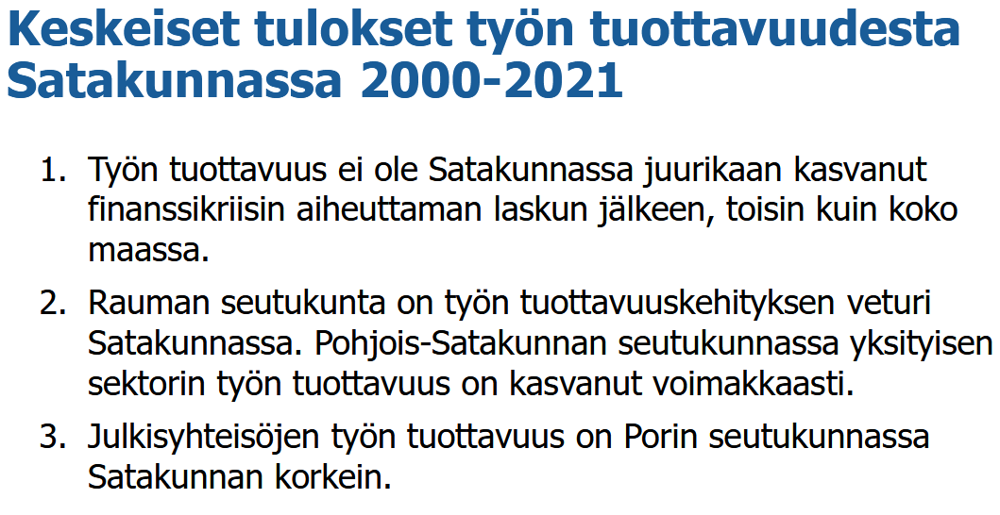 Keskeiset tulokset työn tuottavuudesta
Satakunnassa 2000-2021
1. Työn tuottavuus ei ole Satakunnassa juurikaan kasvanut
finanssikriisin aiheuttaman laskun jälkeen, toisin kuin koko
maassa.
2. Rauman seutukunta on työn tuottavuuskehityksen veturi
Satakunnassa. Pohjois-Satakunnan seutukunnassa yksityisen
sektorin työn tuottavuus on kasvanut voimakkaasti.
3. Julkisyhteisöjen työn tuottavuus on Porin seutukunnassa
Satakunnan korkein.